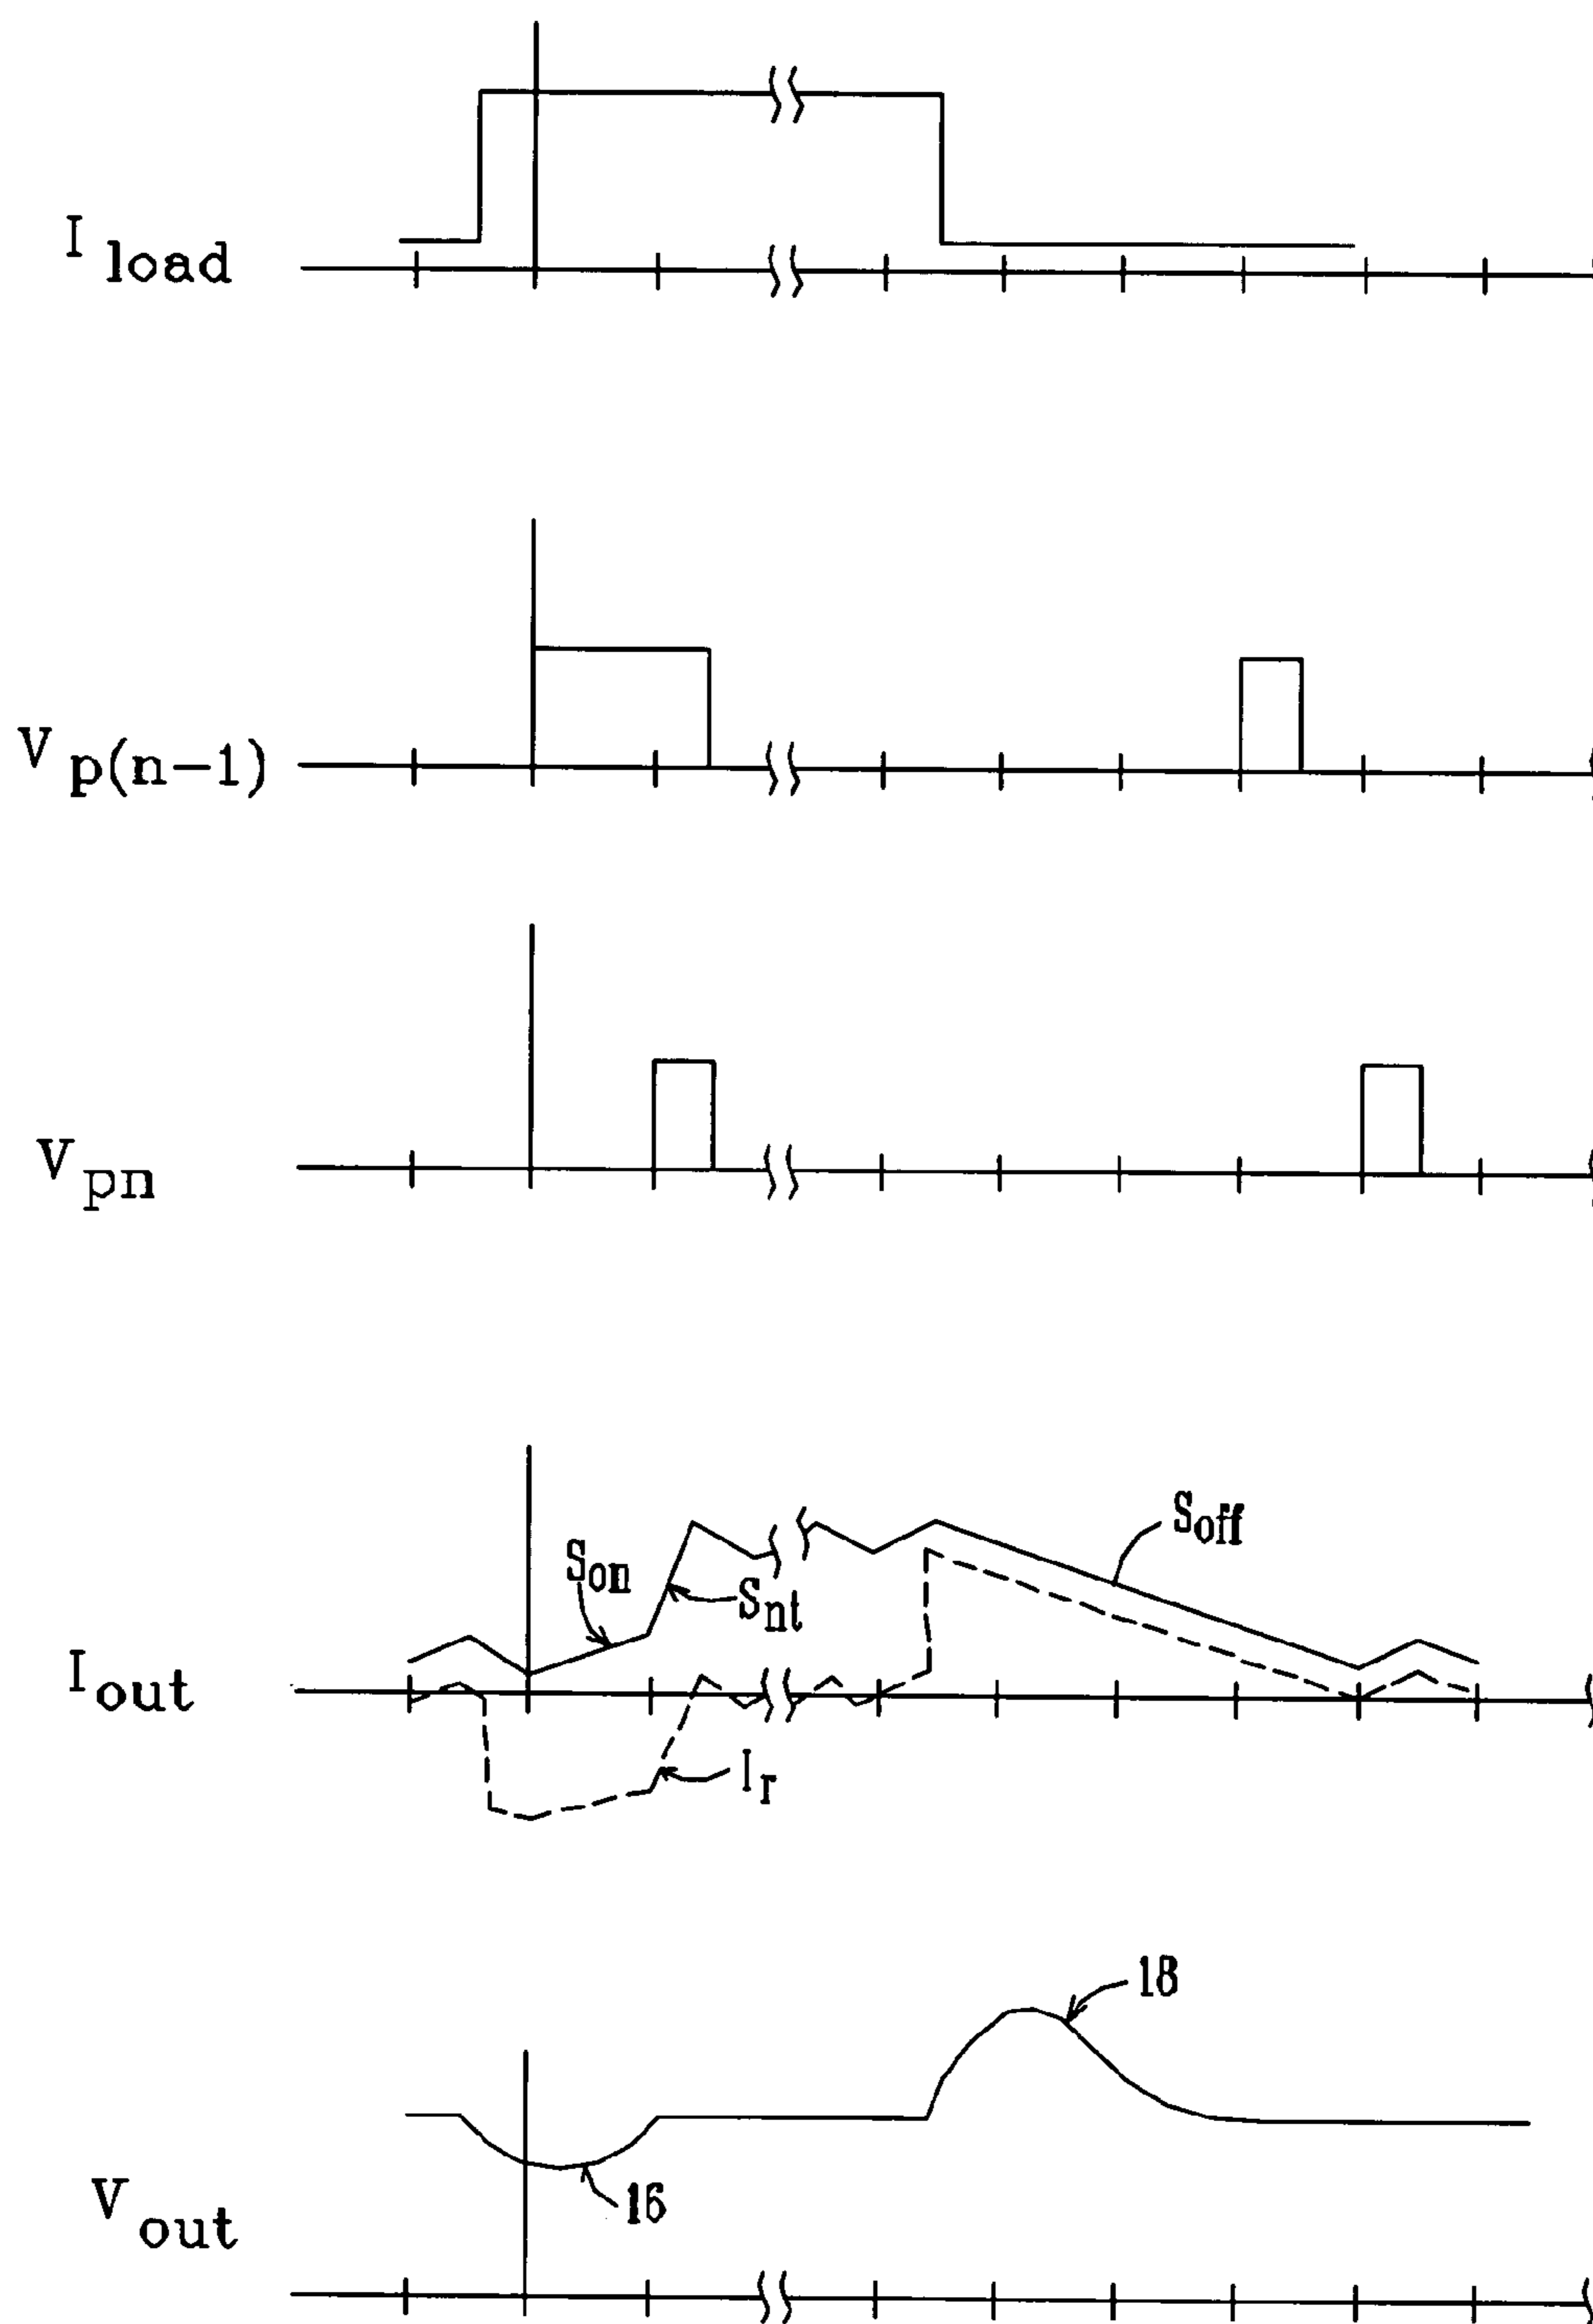 I load
V p(n−1)
V pn
S on
S nt
S off
I out
I r
18
16
V out